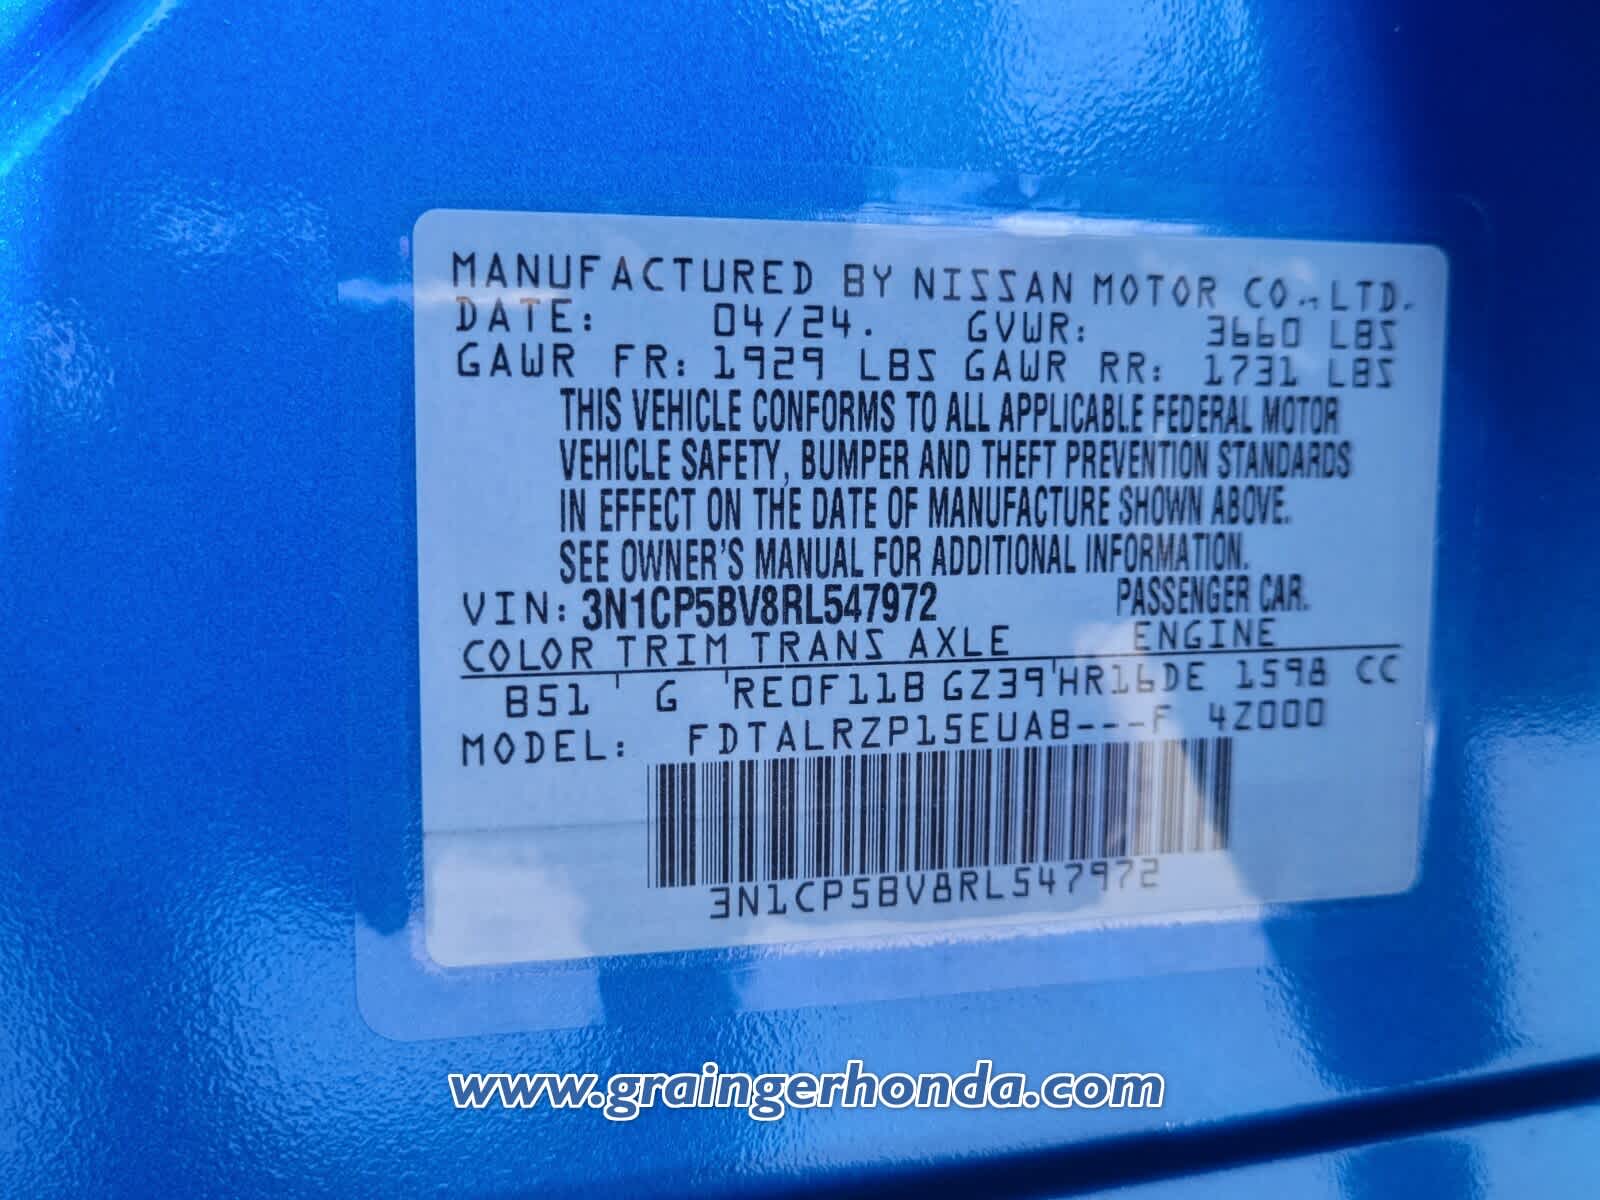 MANUFACTURED BY NISSAN MOTOR CO.,LTD.
DATE: 04/24. GVWR: 3660 LBS
GAWR FR: 1929 LBS GAWR RR: 1731 LBS
THIS VEHICLE CONFORMS TO ALL APPLICABLE FEDERAL MOTOR
VEHICLE SAFETY, BUMPER AND THEFT PREVENTION STANDARDS
IN EFFECT ON THE DATE OF MANUFACTURE SHOWN ABOVE.
SEE OWNER'S MANUAL FOR ADDITIONAL INFORMATION.
VIN: 3N1CP5BV8RL547972 PASSENGER CAR.
COLOR TRIM TRANS AXLE ENGINE
B51 ' G 'RE0F11B GZ39'HR16DE 1598 CC
MODEL: FDTALRZP15EUAB---F 4Z000
3N1CP5BV8RL547972
www.graingerhonda.com